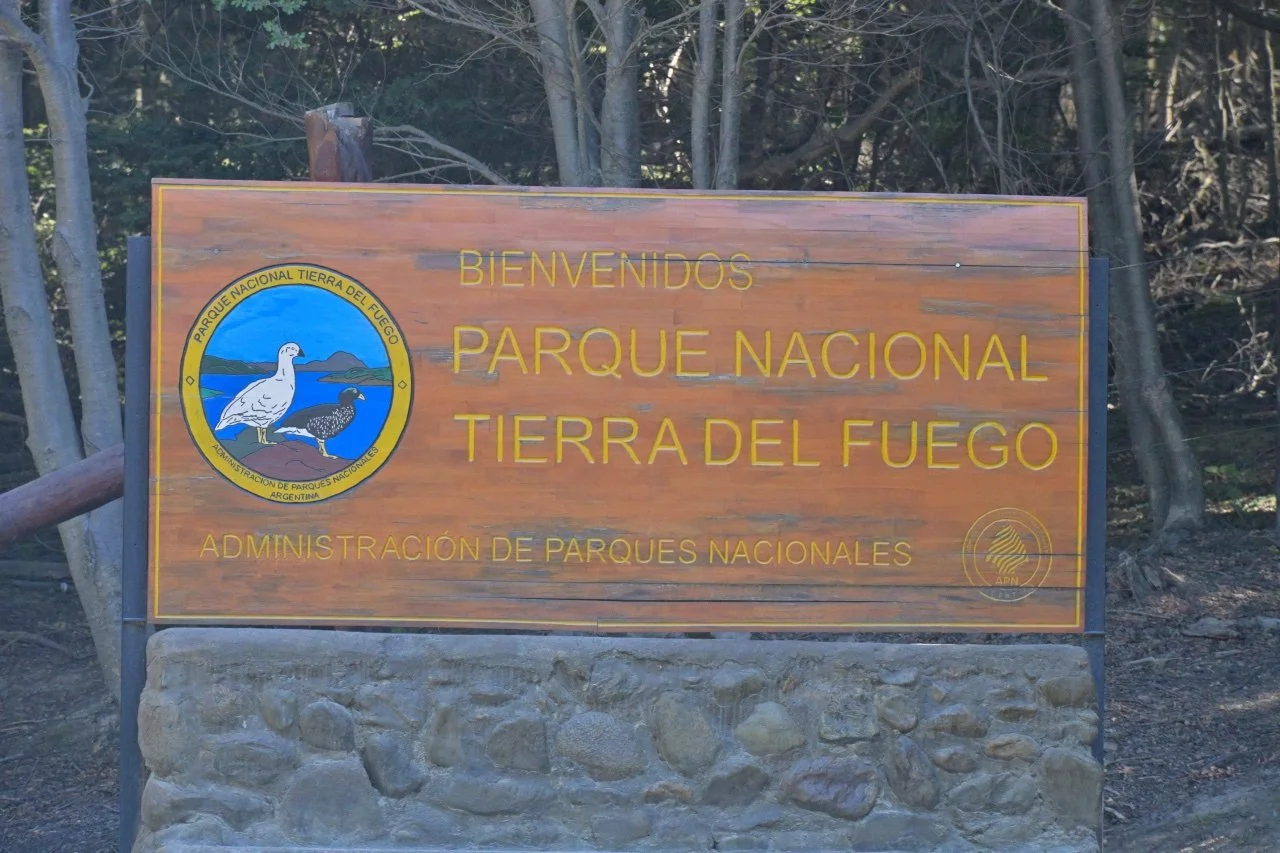 BIENVENIDOS
PARQUE NACIONAL
TIERRA DEL FUEGO
PARQUE NACIONAL TIERRA DEL FUEGO
ADMINISTRACION DE PARQUES NACIONALES
ARGENTINA
ADMINISTRACIÓN DE PARQUES NACIONALES
APN